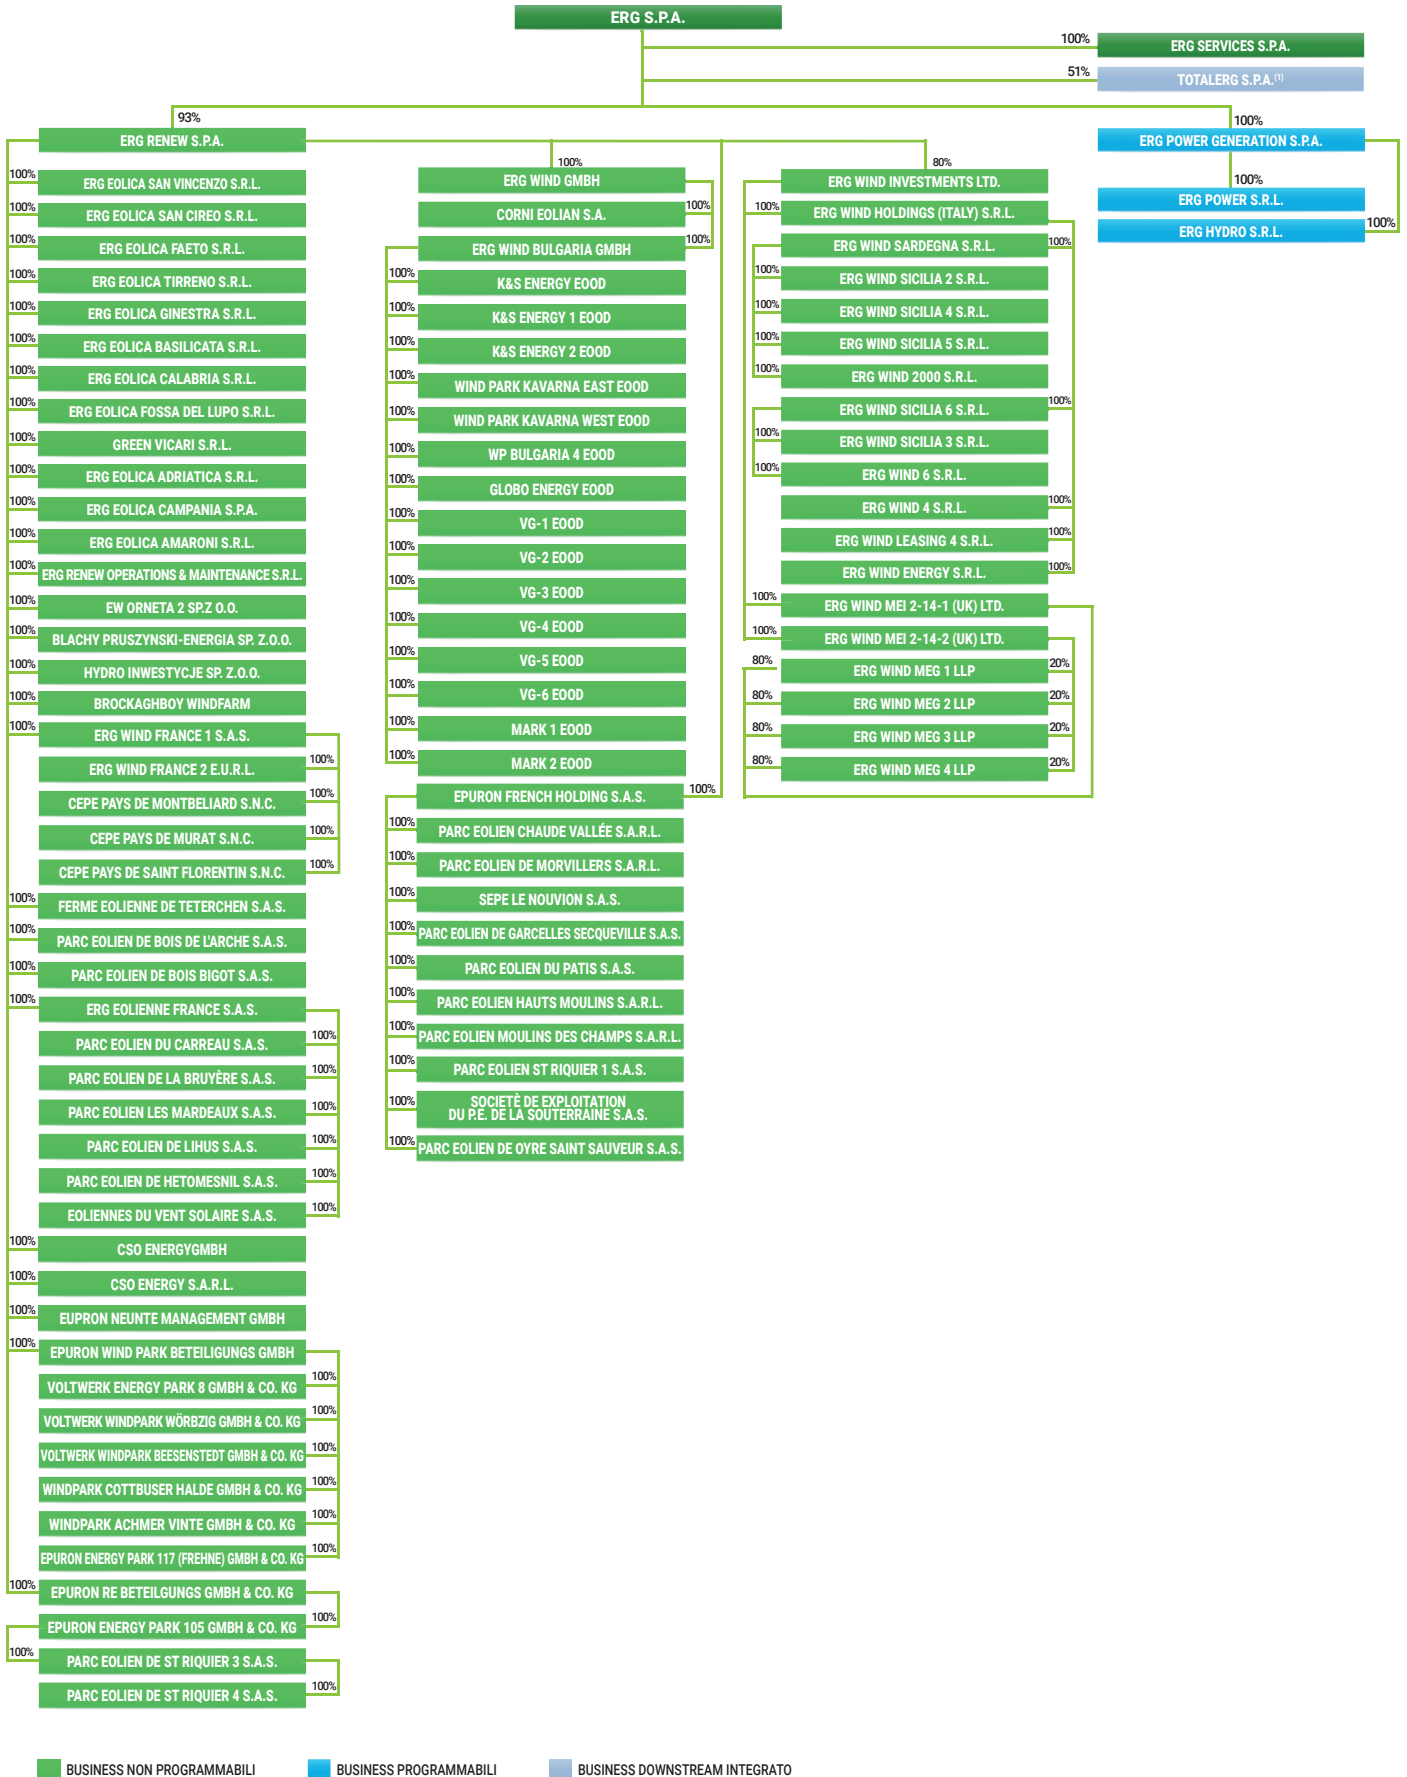 ERG S.P.A.
100%
ERG SERVICES S.P.A.
51%
TOTALERG S.P.A.(1)
93%
ERG RENEW S.P.A.
100%
ERG POWER GENERATION S.P.A.
100%
ERG POWER S.R.L.
100%
ERG HYDRO S.R.L.
100%
ERG EOLICA SAN VINCENZO S.R.L.
100%
ERG EOLICA SAN CIREO S.R.L.
100%
ERG EOLICA FAETO S.R.L.
100%
ERG EOLICA TIRRENO S.R.L.
100%
ERG EOLICA GINESTRA S.R.L.
100%
ERG EOLICA BASILICATA S.R.L.
100%
ERG EOLICA CALABRIA S.R.L.
100%
ERG EOLICA FOSSA DEL LUPO S.R.L.
100%
GREEN VICARI S.R.L.
100%
ERG EOLICA ADRIATICA S.R.L.
100%
ERG EOLICA CAMPANIA S.P.A.
100%
ERG EOLICA AMARONI S.R.L.
100%
ERG RENEW OPERATIONS & MAINTENANCE S.R.L.
100%
EW ORNETA 2 SP.Z O.O.
100%
BLACHY PRUSZYNSKI-ENERGIA SP. Z.O.O.
100%
HYDRO INWESTYCJE SP. Z.O.O.
100%
BROCKAGHBOY WINDFARM
100%
ERG WIND FRANCE 1 S.A.S.
100%
ERG WIND FRANCE 2 E.U.R.L.
100%
CEPE PAYS DE MONTBELIARD S.N.C.
100%
CEPE PAYS DE MURAT S.N.C.
100%
CEPE PAYS DE SAINT FLORENTIN S.N.C.
100%
FERME EOLIENNE DE TETERCHEN S.A.S.
100%
PARC EOLIEN DE BOIS DE L'ARCHE S.A.S.
100%
PARC EOLIEN DE BOIS BIGOT S.A.S.
100%
ERG EOLIENNE FRANCE S.A.S.
100%
PARC EOLIEN DU CARREAU S.A.S.
100%
PARC EOLIEN DE LA BRUYÈRE S.A.S.
100%
PARC EOLIEN LES MARDEAUX S.A.S.
100%
PARC EOLIEN DE LIHUS S.A.S.
100%
PARC EOLIEN DE HETOMESNIL S.A.S.
100%
EOLIENNES DU VENT SOLAIRE S.A.S.
100%
CSO ENERGYGMBH
100%
CSO ENERGY S.A.R.L.
100%
EUPRON NEUNTE MANAGEMENT GMBH
100%
EPURON WIND PARK BETEILIGUNGS GMBH
100%
VOLTWERK ENERGY PARK 8 GMBH & CO. KG
100%
VOLTWERK WINDPARK WÖRBZIG GMBH & CO. KG
100%
VOLTWERK WINDPARK BEESENSTEDT GMBH & CO. KG
100%
WINDPARK COTTBUSER HALDE GMBH & CO. KG
100%
WINDPARK ACHMER VINTE GMBH & CO. KG
100%
EPURON ENERGY PARK 117 (FREHNE) GMBH & CO. KG
100%
EPURON RE BETEILGUNGS GMBH & CO. KG
100%
EPURON ENERGY PARK 105 GMBH & CO. KG
100%
PARC EOLIEN DE ST RIQUIER 3 S.A.S.
100%
PARC EOLIEN DE ST RIQUIER 4 S.A.S.
100%
ERG WIND GMBH
100%
CORNI EOLIAN S.A.
100%
ERG WIND BULGARIA GMBH
100%
K&S ENERGY EOOD
100%
K&S ENERGY 1 EOOD
100%
K&S ENERGY 2 EOOD
100%
WIND PARK KAVARNA EAST EOOD
100%
WIND PARK KAVARNA WEST EOOD
100%
WP BULGARIA 4 EOOD
100%
GLOBO ENERGY EOOD
100%
VG-1 EOOD
100%
VG-2 EOOD
100%
VG-3 EOOD
100%
VG-4 EOOD
100%
VG-5 EOOD
100%
VG-6 EOOD
100%
MARK 1 EOOD
100%
MARK 2 EOOD
100%
EPURON FRENCH HOLDING S.A.S.
100%
PARC EOLIEN CHAUDE VALLÉE S.A.R.L.
100%
PARC EOLIEN DE MORVILLERS S.A.R.L.
100%
SEPE LE NOUVION S.A.S.
100%
PARC EOLIEN DE GARCELLES SECQUEVILLE S.A.S.
100%
PARC EOLIEN DU PATIS S.A.S.
100%
PARC EOLIEN HAUTS MOULINS S.A.R.L.
100%
PARC EOLIEN MOULINS DES CHAMPS S.A.R.L.
100%
PARC EOLIEN ST RIQUIER 1 S.A.S.
100%
SOCIETÈ DE EXPLOITATION
DU P.E. DE LA SOUTERRAINE S.A.S.
100%
PARC EOLIEN DE OYRE SAINT SAUVEUR S.A.S.
80%
ERG WIND INVESTMENTS LTD.
100%
ERG WIND HOLDINGS (ITALY) S.R.L.
ERG WIND SARDEGNA S.R.L.
100%
100%
ERG WIND SICILIA 2 S.R.L.
100%
ERG WIND SICILIA 4 S.R.L.
100%
ERG WIND SICILIA 5 S.R.L.
100%
ERG WIND 2000 S.R.L.
ERG WIND SICILIA 6 S.R.L.
100%
100%
ERG WIND SICILIA 3 S.R.L.
100%
ERG WIND 6 S.R.L.
ERG WIND 4 S.R.L.
100%
ERG WIND LEASING 4 S.R.L.
100%
ERG WIND ENERGY S.R.L.
100%
100%
ERG WIND MEI 2-14-1 (UK) LTD.
100%
ERG WIND MEI 2-14-2 (UK) LTD.
80%
ERG WIND MEG 1 LLP
20%
80%
ERG WIND MEG 2 LLP
20%
80%
ERG WIND MEG 3 LLP
20%
80%
ERG WIND MEG 4 LLP
20%
BUSINESS NON PROGRAMMABILI
BUSINESS PROGRAMMABILI
BUSINESS DOWNSTREAM INTEGRATO